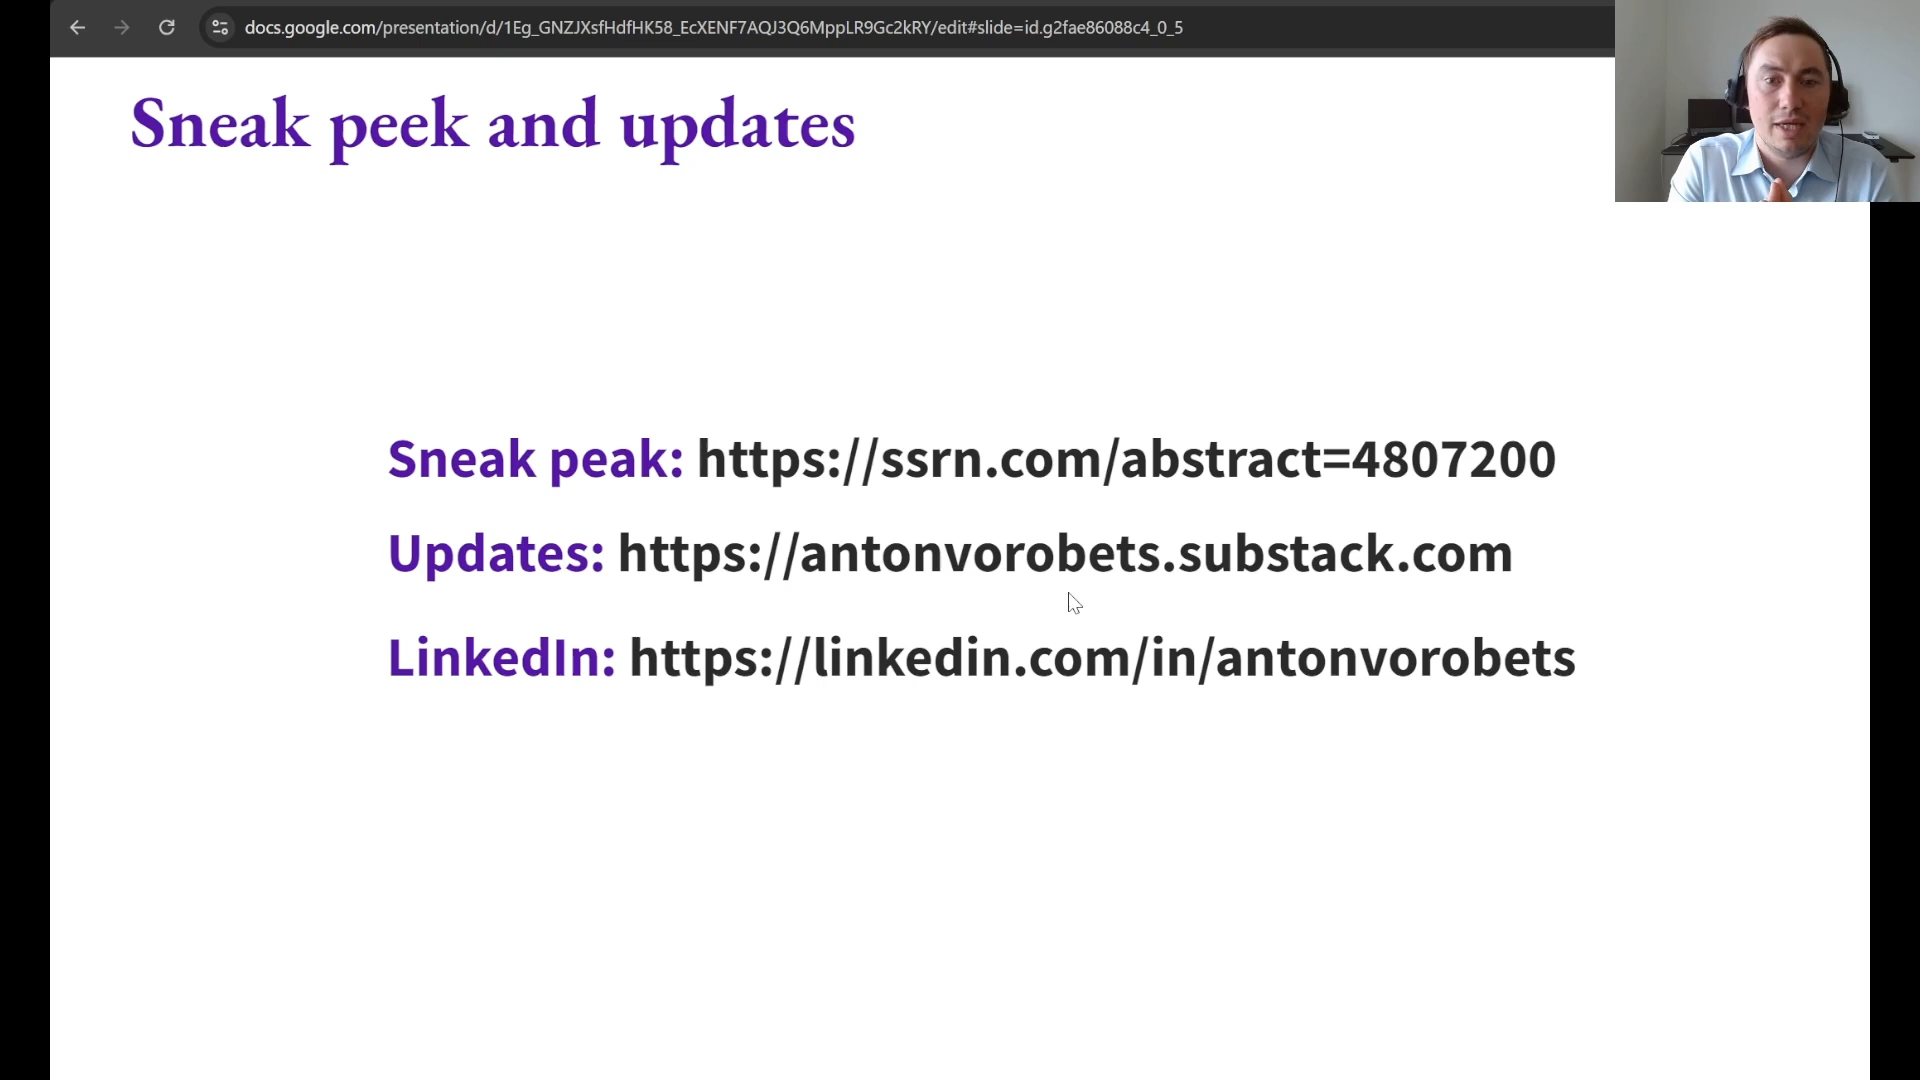 docs.google.com/presentation/d/1Eg_GNZJXsfHdfHK58_EcXENF7AQJ3Q6MppLR9Gc2kRY/edit#slide=id.g2fae86088c4_0_5
Sneak peek and updates
Sneak peak: https://ssrn.com/abstract=4807200
Updates: https://antonvorobets.substack.com
LinkedIn: https://linkedin.com/in/antonvorobets